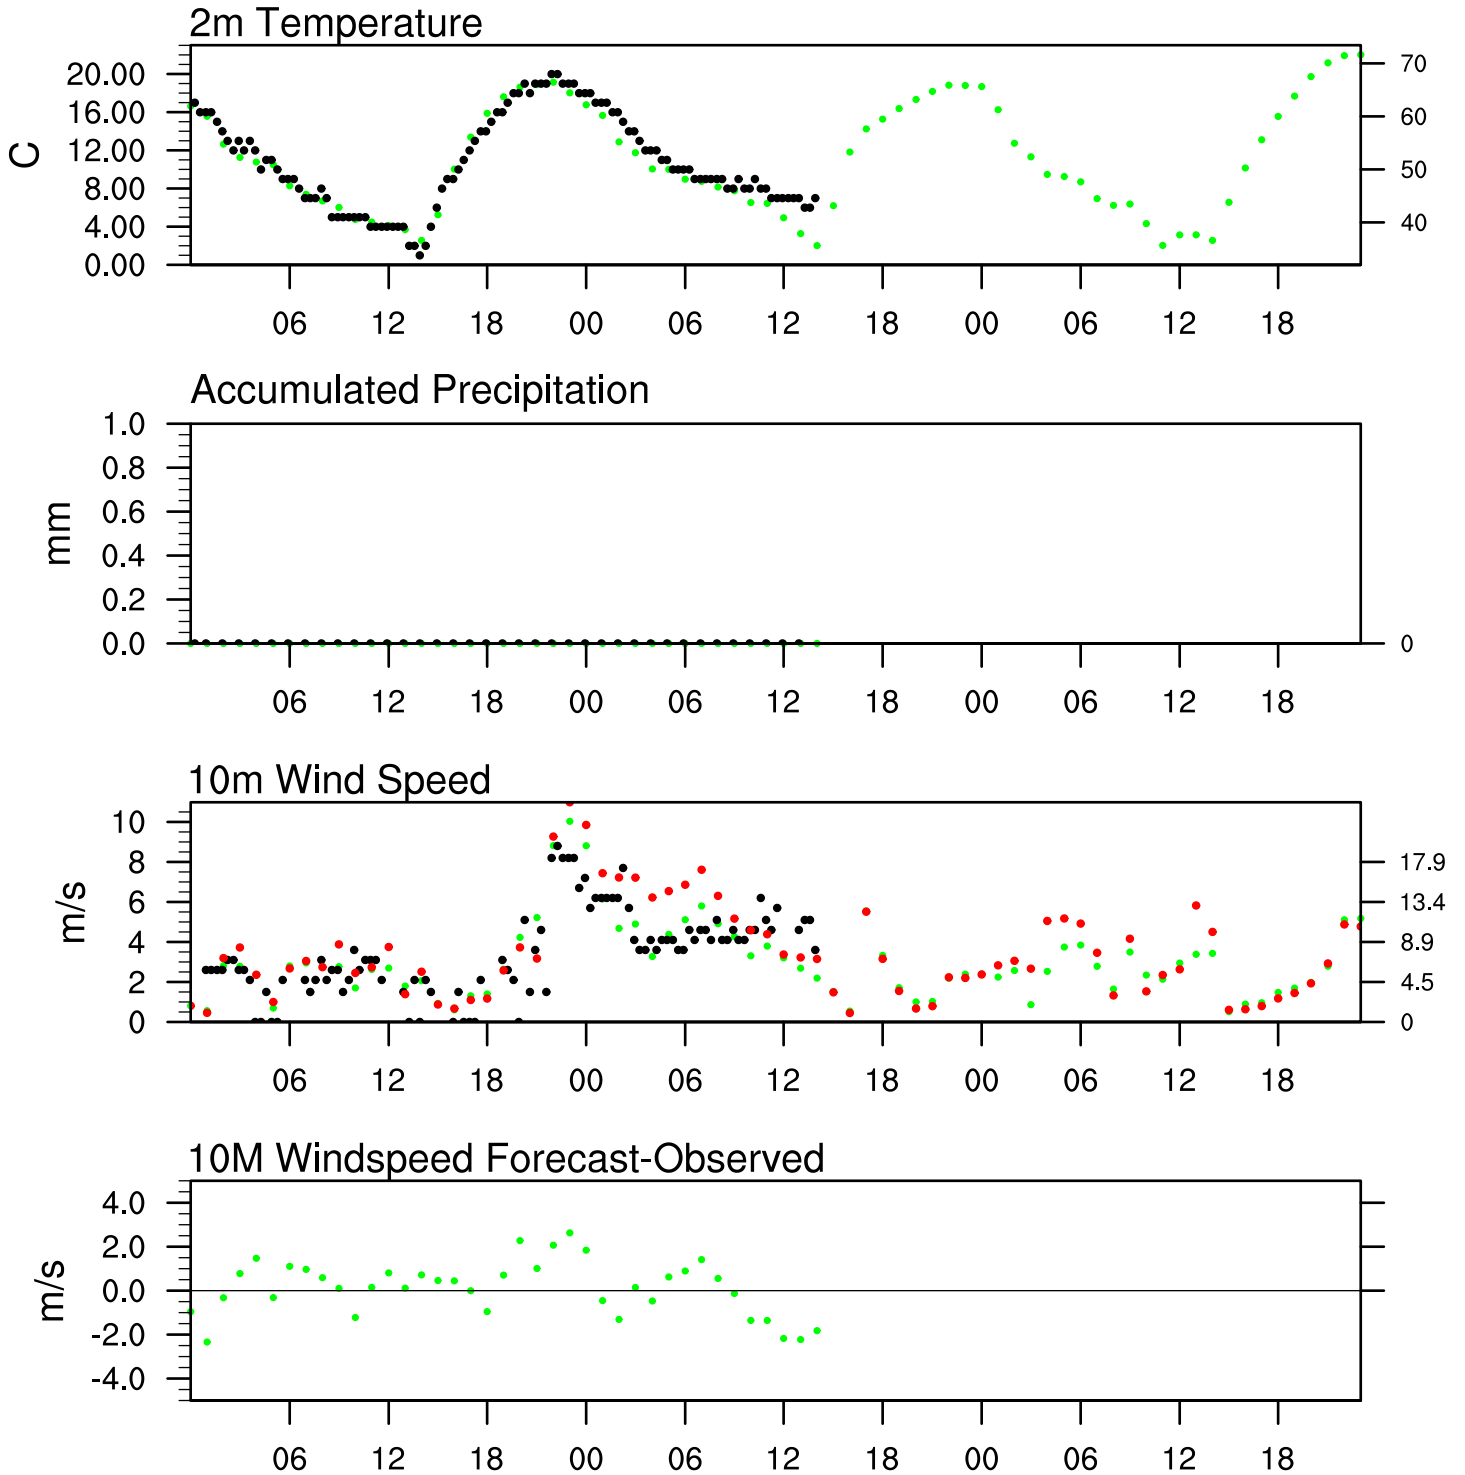 2m Temperature
20.00
16.00
12.00
8.00
4.00
0.00
C
70
60
50
40
06 12 18 00 06 12 18 00 06 12 18
Accumulated Precipitation
1.0
0.8
0.6
0.4
0.2
0.0
mm
0
06 12 18 00 06 12 18 00 06 12 18
10m Wind Speed
10
8
6
4
2
0
m/s
17.9
13.4
8.9
4.5
0
06 12 18 00 06 12 18 00 06 12 18
10M Windspeed Forecast-Observed
4.0
2.0
0.0
-2.0
-4.0
m/s
06 12 18 00 06 12 18 00 06 12 18